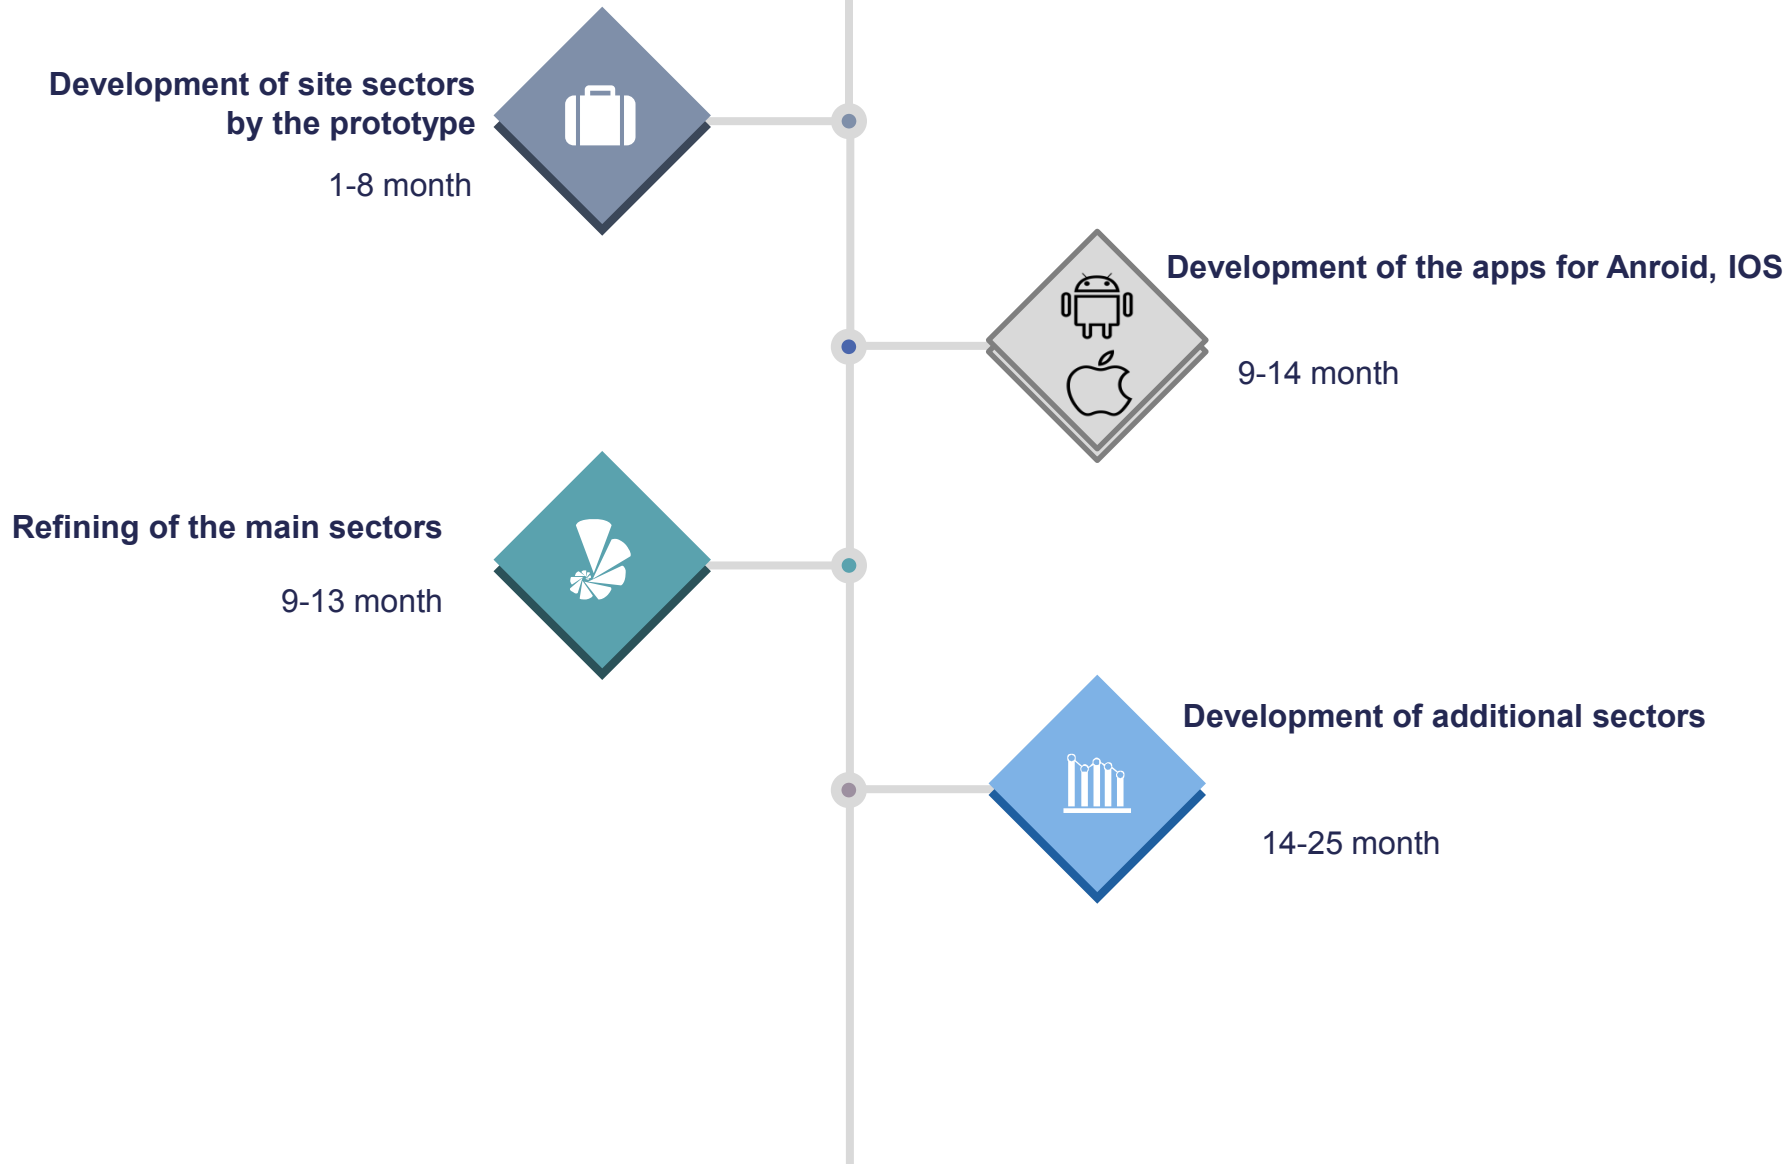 Development of site sectors
by the prototype
1-8 month
Development of the apps for Anroid, IOS
9-14 month
Refining of the main sectors
9-13 month
Development of additional sectors
14-25 month